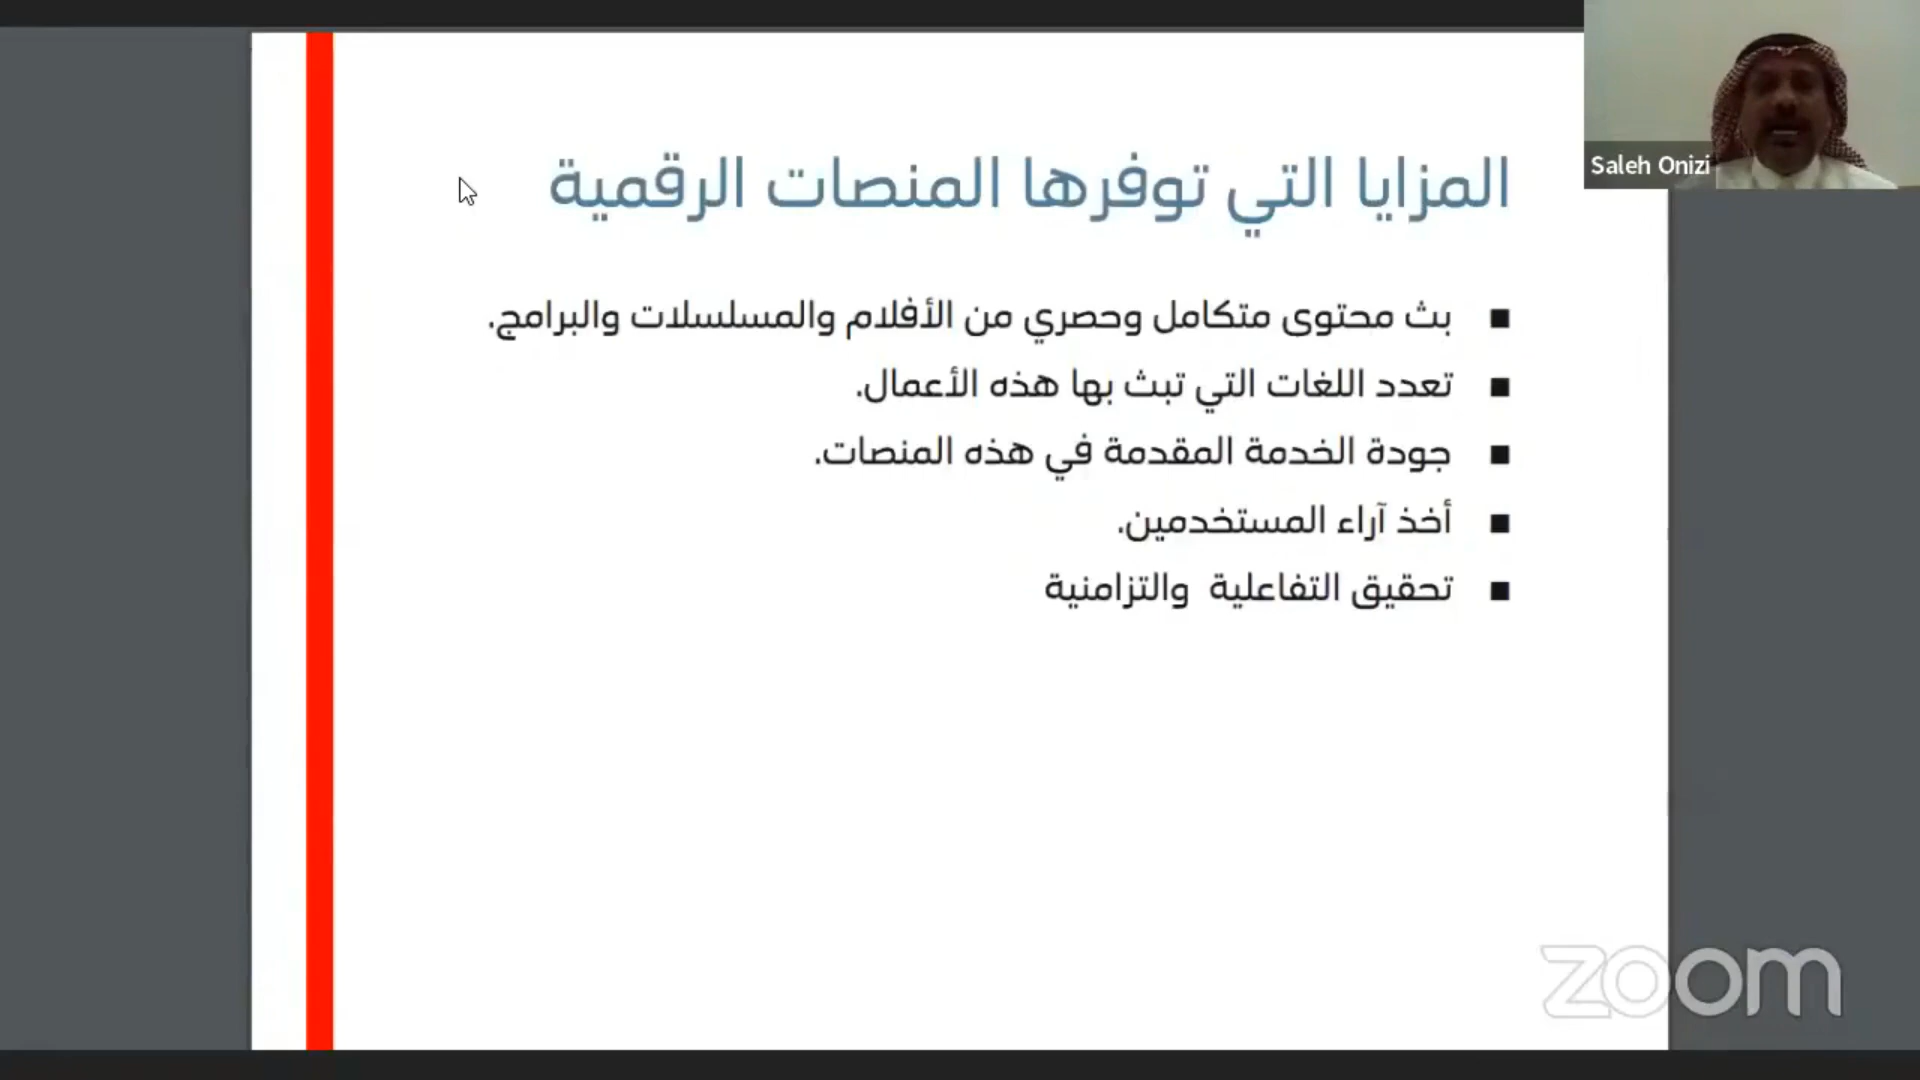 المزايا التي توفرها المنصات الرقمية
Saleh Onizi
■ بث محتوى متكامل وحصري من الأفلام والمسلسلات والبرامج.
■ تعدد اللغات التي تبث بها هذه الأعمال.
■ جودة الخدمة المقدمة في هذه المنصات.
■ أخذ آراء المستخدمين.
■ تحقيق التفاعلية والتزامنية
zoom